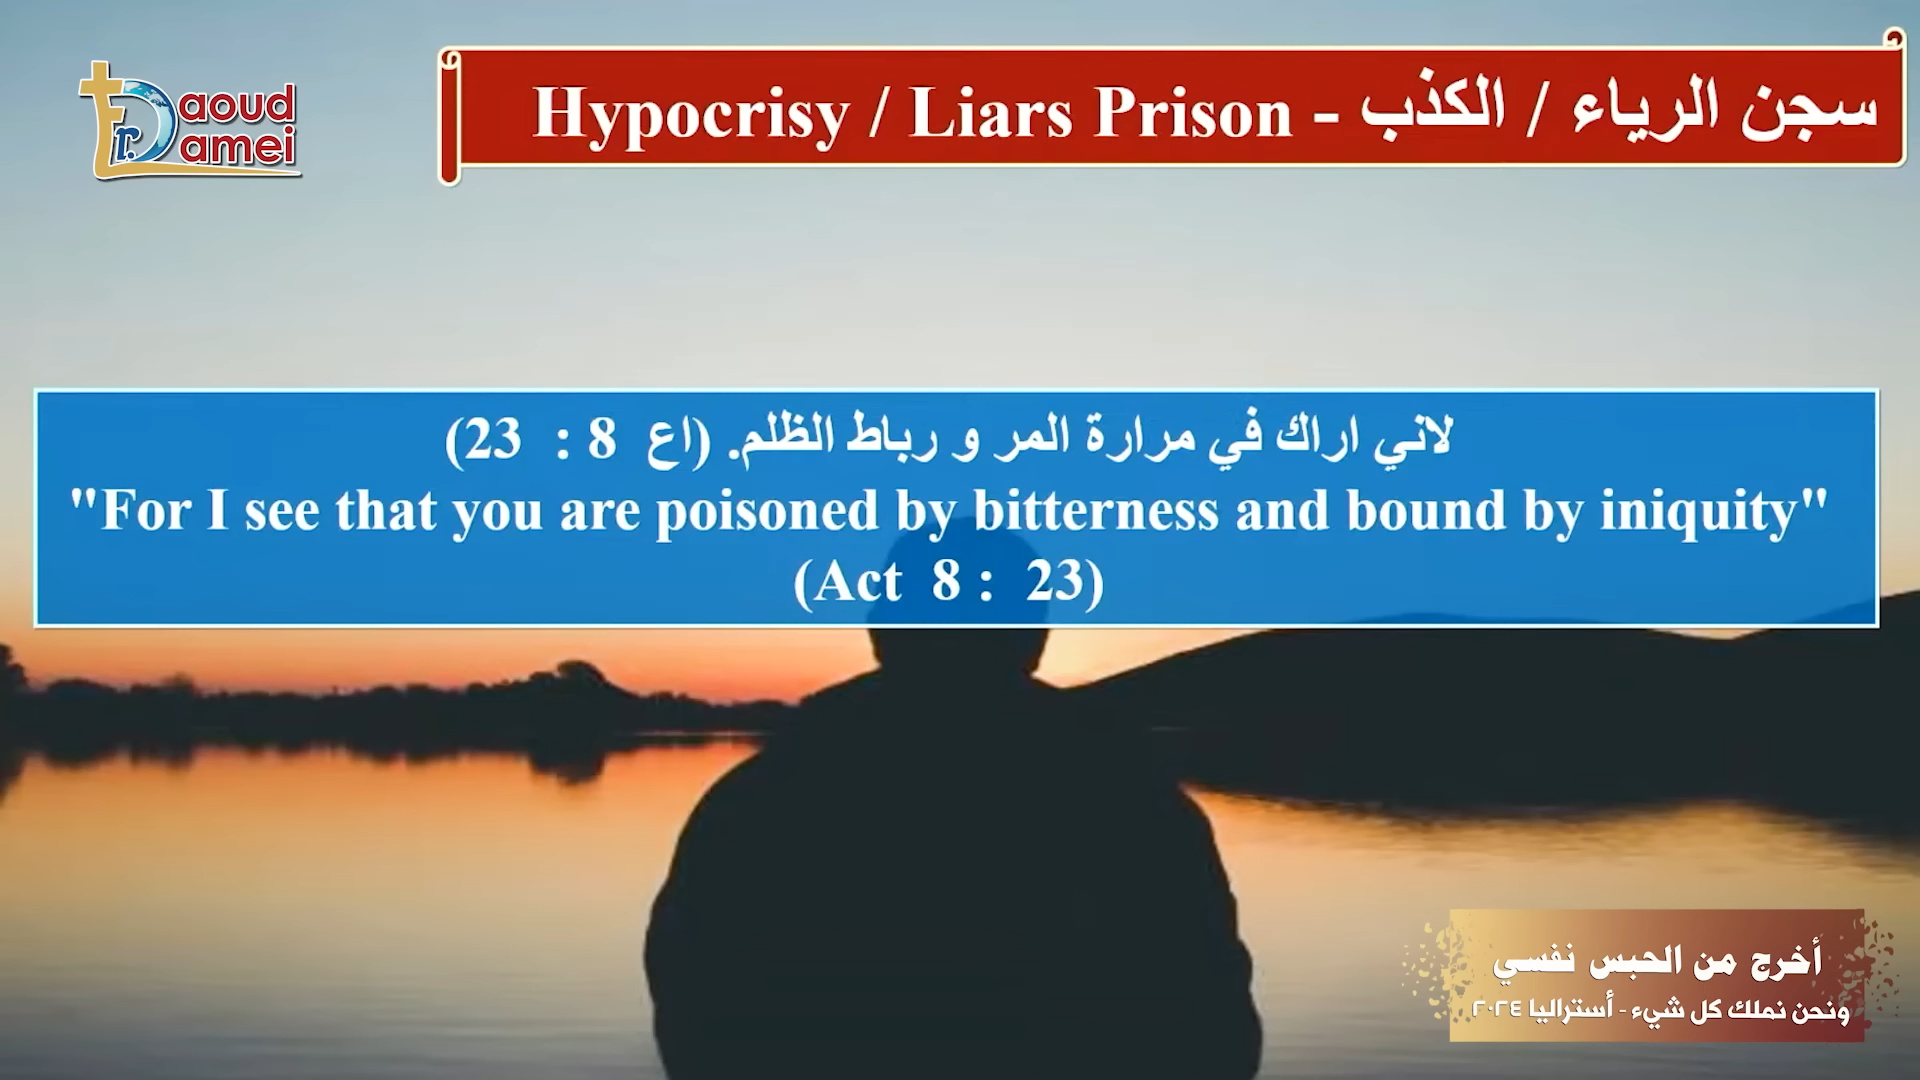 Fr. Daoud
Lamei
سجن الرياء / الكذب - Hypocrisy / Liars Prison
لاني اراك في مرارة المر و رباط الظلم. (اع 8 : 23)
"For I see that you are poisoned by bitterness and bound by iniquity"
(Act 8 : 23)
أخرج من الحبس نفسي
ونحن نملك كل شيء - أستراليا ٢٠٢٤